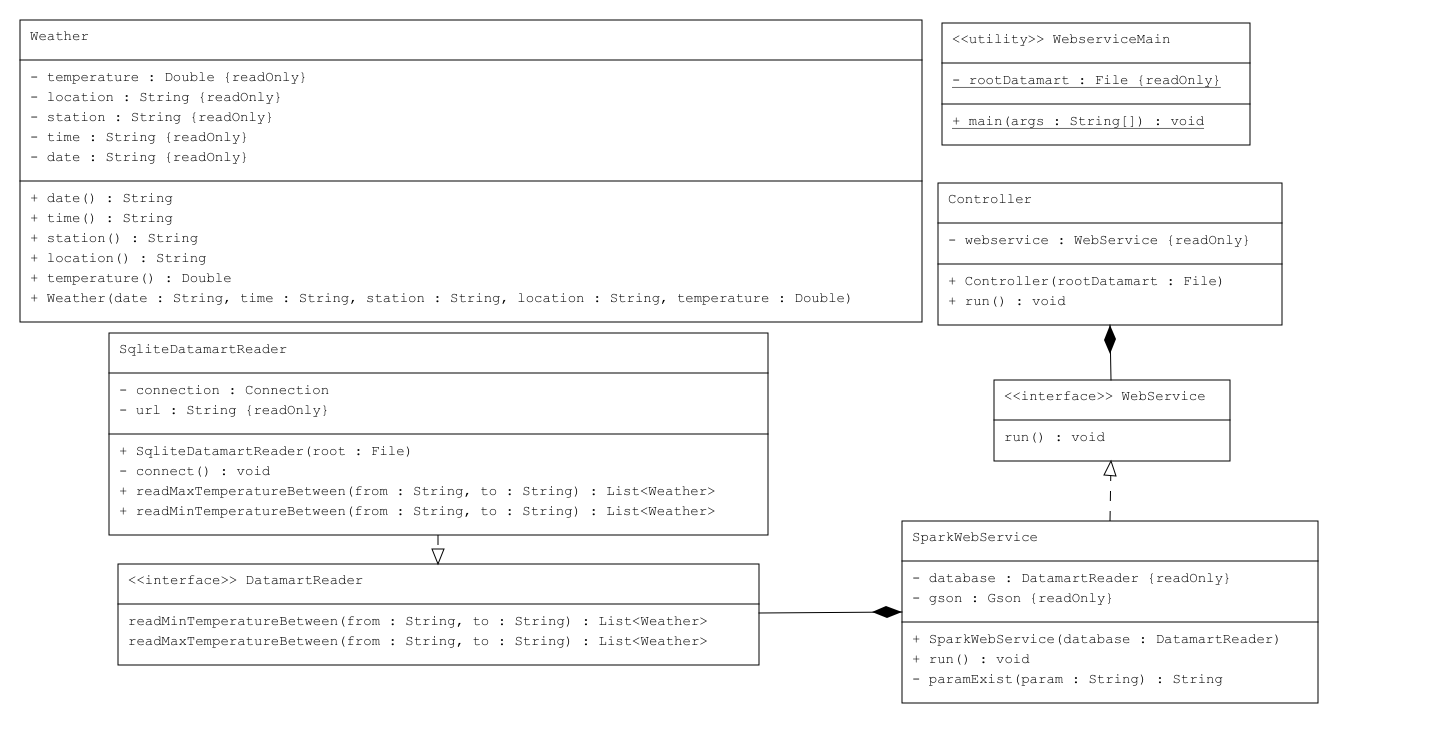 Weather
- temperature : Double {readOnly}
- location : String {readOnly}
- station : String {readOnly}
- time : String {readOnly}
- date : String {readOnly}
+ date() : String
+ time() : String
+ station() : String
+ location() : String
+ temperature() : Double
+ Weather(date : String, time : String, station : String, location : String, temperature : Double)
<<utility>> WebserviceMain
- rootDatamart : File {readOnly}
+ main(args : String[]) : void
Controller
- webservice : WebService {readOnly}
+ Controller(rootDatamart : File)
+ run() : void
SqliteDatamartReader
- connection : Connection
- url : String {readOnly}
+ SqliteDatamartReader(root : File)
- connect() : void
+ readMaxTemperatureBetween(from : String, to : String) : List<Weather>
+ readMinTemperatureBetween(from : String, to : String) : List<Weather>
<<interface>> WebService
run() : void
<<interface>> DatamartReader
readMinTemperatureBetween(from : String, to : String) : List<Weather>
readMaxTemperatureBetween(from : String, to : String) : List<Weather>
SparkWebService
- database : DatamartReader {readOnly}
- gson : Gson {readOnly}
+ SparkWebService(database : DatamartReader)
+ run() : void
- paramExist(param : String) : String